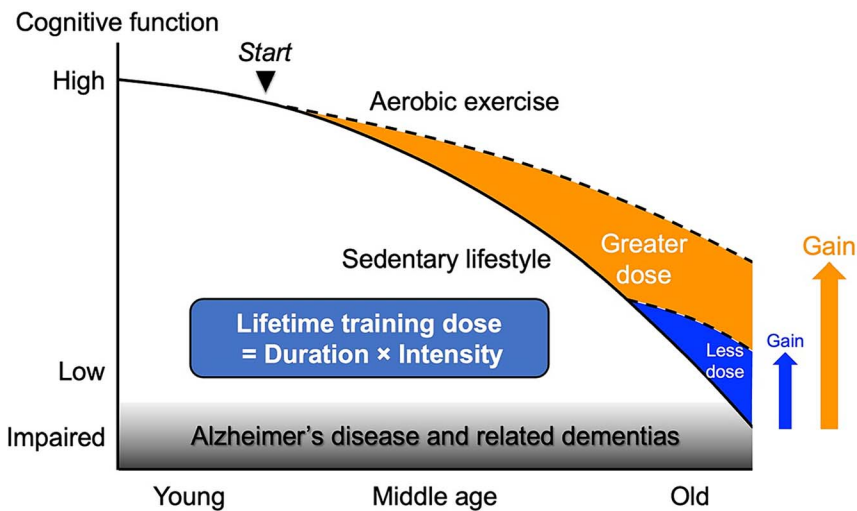 Cognitive function
Start
High
Aerobic exercise
Sedentary lifestyle
Greater
dose
Gain
Lifetime training dose
= Duration × Intensity
Less
dose
Gain
Low
Impaired
Alzheimer's disease and related dementias
Young
Middle age
Old